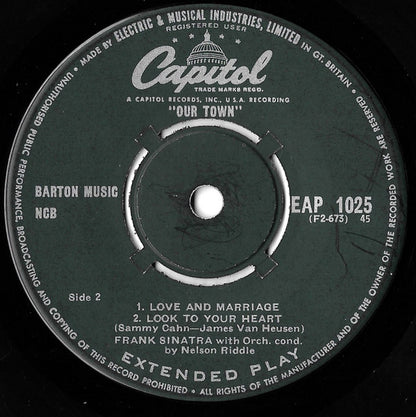 MADE BY ELECTRIC & MUSICAL INDUSTRIES, LIMITED IN GT. BRITAIN •
REGISTERED USER
Capitol
TRADE MARKS REGD.
A CAPITOL RECORDS, INC., U.S.A. RECORDING
"OUR TOWN"
BARTON MUSIC
NCB
EAP 1025
(F2-673) 45
Side 2
1. LOVE AND MARRIAGE
2. LOOK TO YOUR HEART
(Sammy Cahn—James Van Heusen)
FRANK SINATRA with Orch. cond.
by Nelson Riddle
EXTENDED PLAY
ALL RIGHTS OF THE MANUFACTURER AND OF THE OWNER OF THE RECORDED WORK ARE RESERVED.
UNAUTHORISED PUBLIC PERFORMANCE, BROADCASTING AND COPYING OF THIS RECORD PROHIBITED •